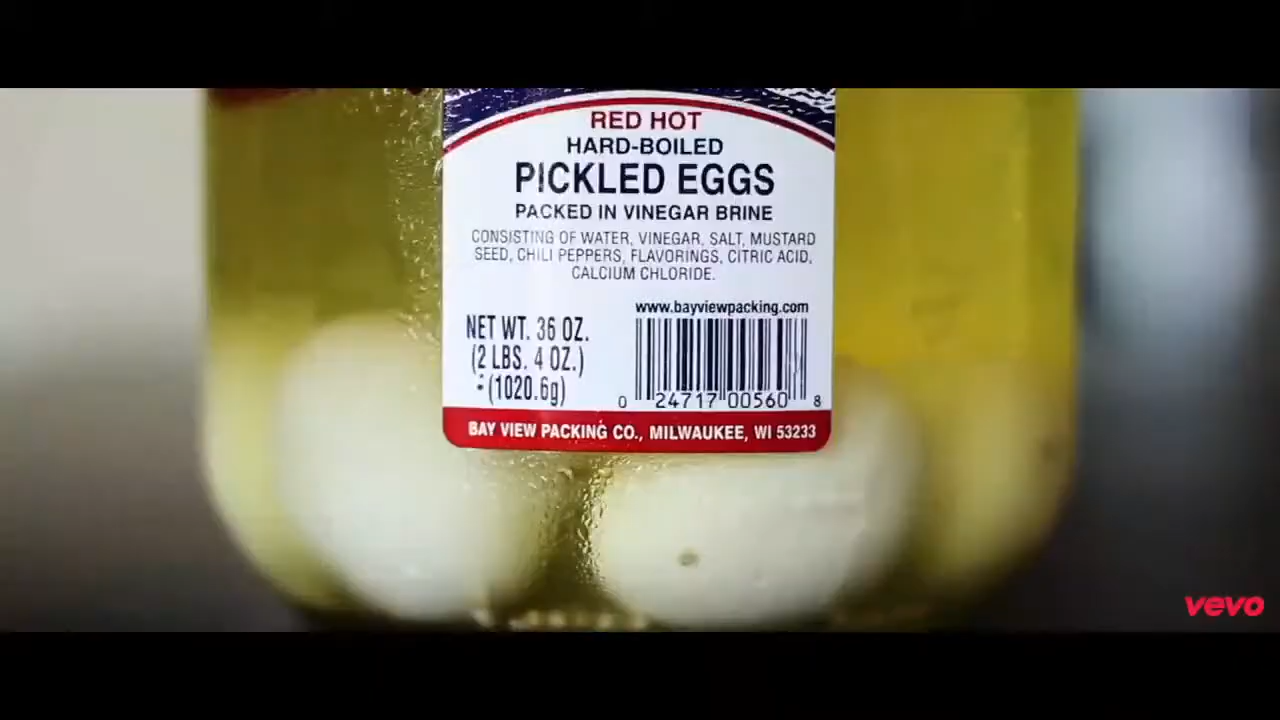 RED HOT
HARD-BOILED
PICKLED EGGS
PACKED IN VINEGAR BRINE
CONSISTING OF WATER, VINEGAR, SALT, MUSTARD
SEED, CHILI PEPPERS, FLAVORINGS, CITRIC ACID,
CALCIUM CHLORIDE.
www.bayviewpacking.com
NET WT. 36 OZ.
(2 LBS. 4 OZ.)
(1020.6g)
0 24717 00560 8
BAY VIEW PACKING CO., MILWAUKEE, WI 53233
vevo